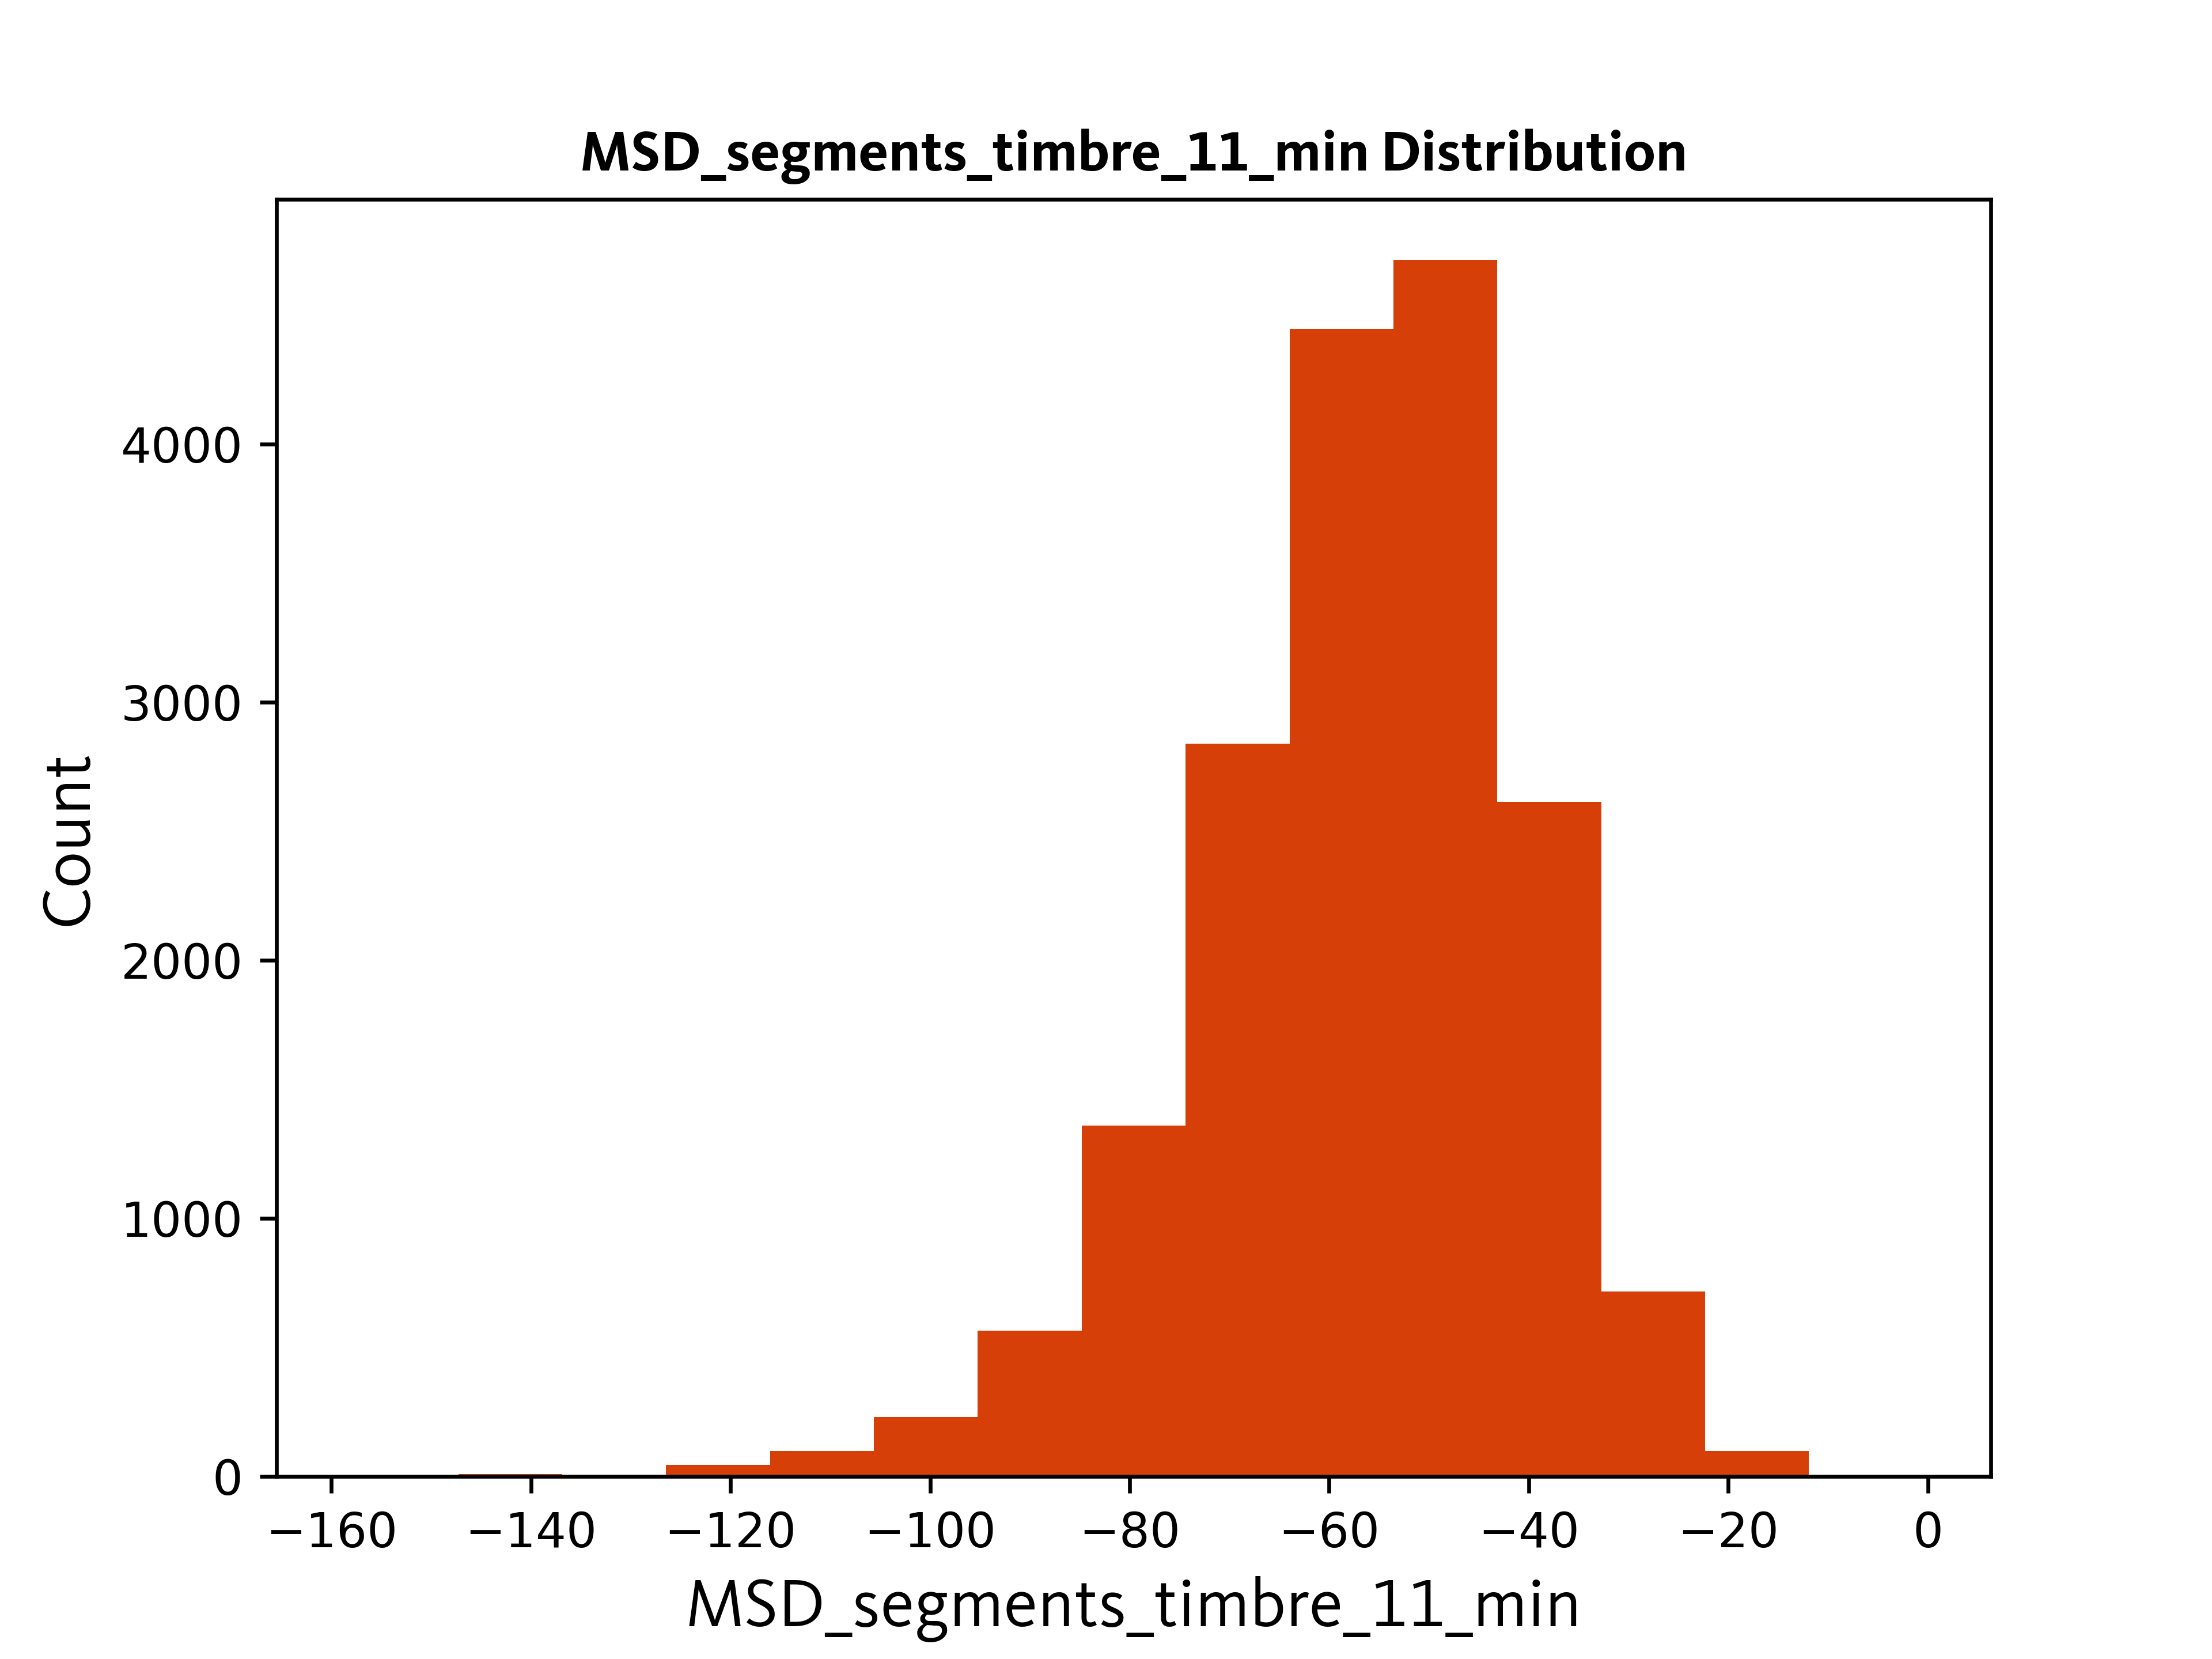 MSD_segments_timbre_11_min Distribution
Count
4000
3000
2000
1000
0
−160 −140 −120 −100 −80 −60 −40 −20 0
MSD_segments_timbre_11_min